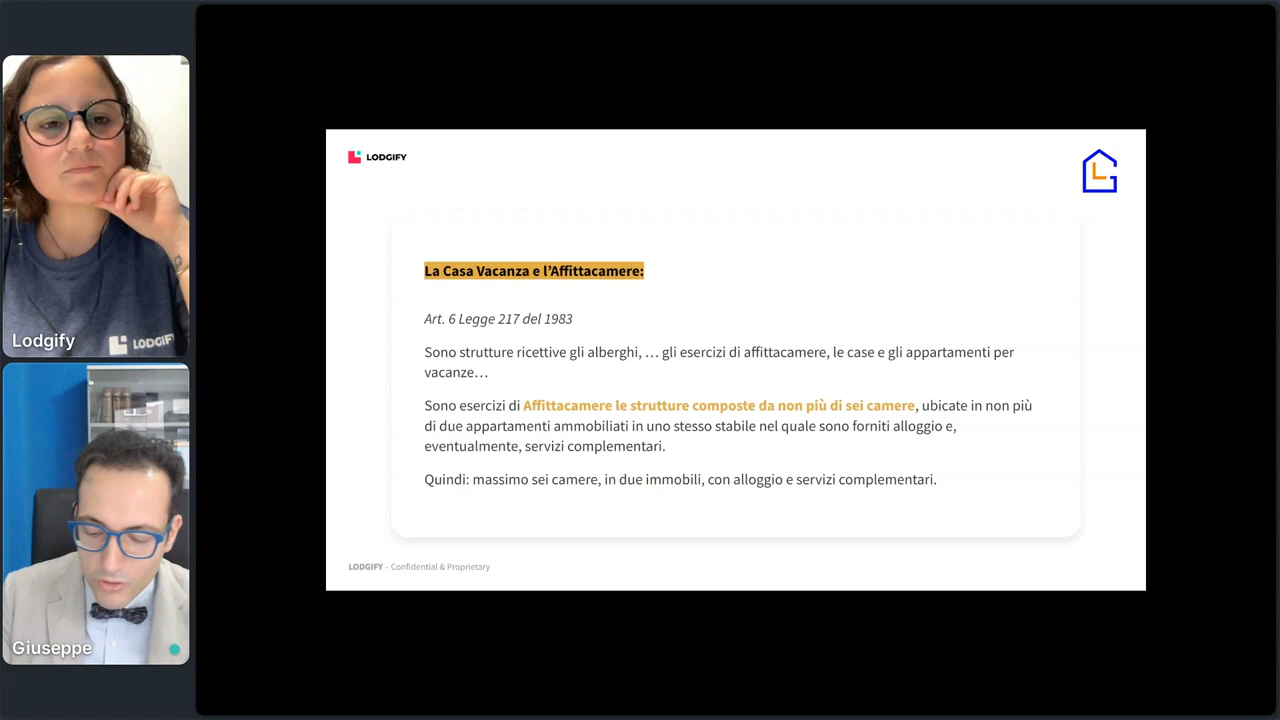 Lodgify
LODGIFY
Giuseppe
LODGIFY
La Casa Vacanza e l’Affittacamere:
Art. 6 Legge 217 del 1983
Sono strutture ricettive gli alberghi, … gli esercizi di affittacamere, le case e gli appartamenti per
vacanze…
Sono esercizi di Affittacamere le strutture composte da non più di sei camere, ubicate in non più
di due appartamenti ammobiliati in uno stesso stabile nel quale sono forniti alloggio e,
eventualmente, servizi complementari.
Quindi: massimo sei camere, in due immobili, con alloggio e servizi complementari.
LODGIFY – Confidential & Proprietary